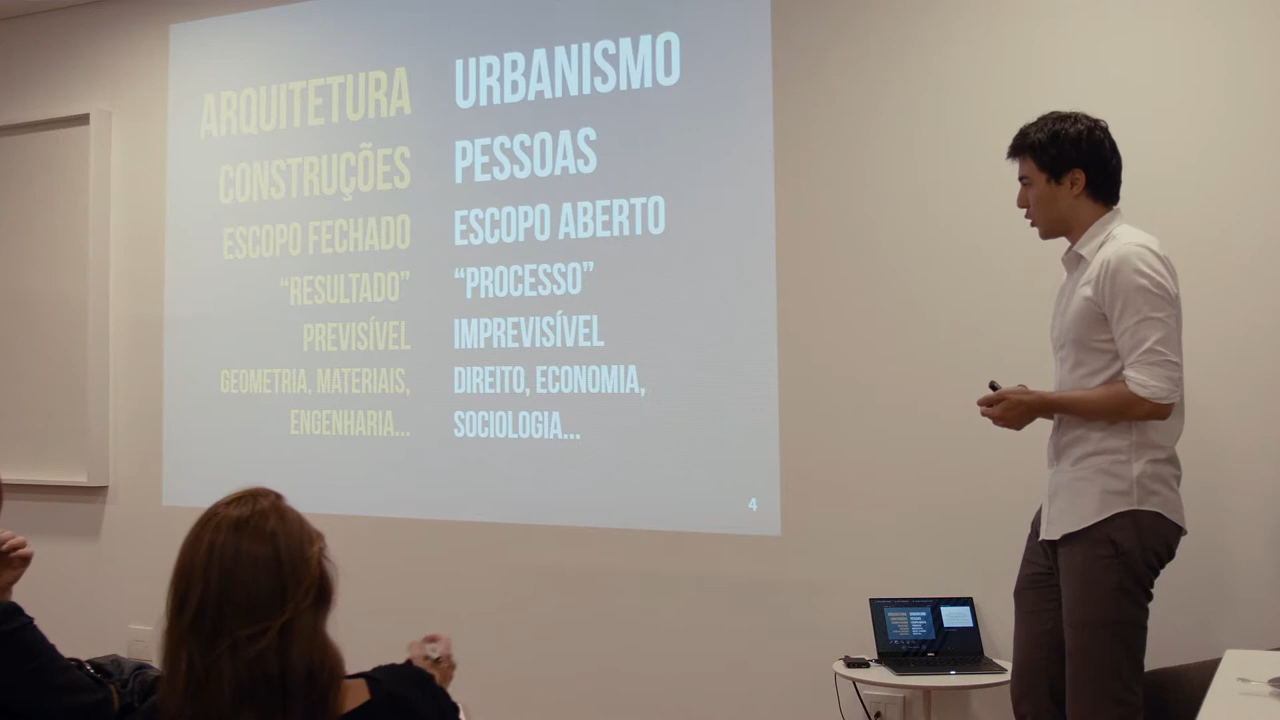 ARQUITETURA
CONSTRUÇÕES
ESCOPO FECHADO
“RESULTADO”
PREVISÍVEL
GEOMETRIA, MATERIAIS,
ENGENHARIA...
URBANISMO
PESSOAS
ESCOPO ABERTO
“PROCESSO”
IMPREVISÍVEL
DIREITO, ECONOMIA,
SOCIOLOGIA...
4